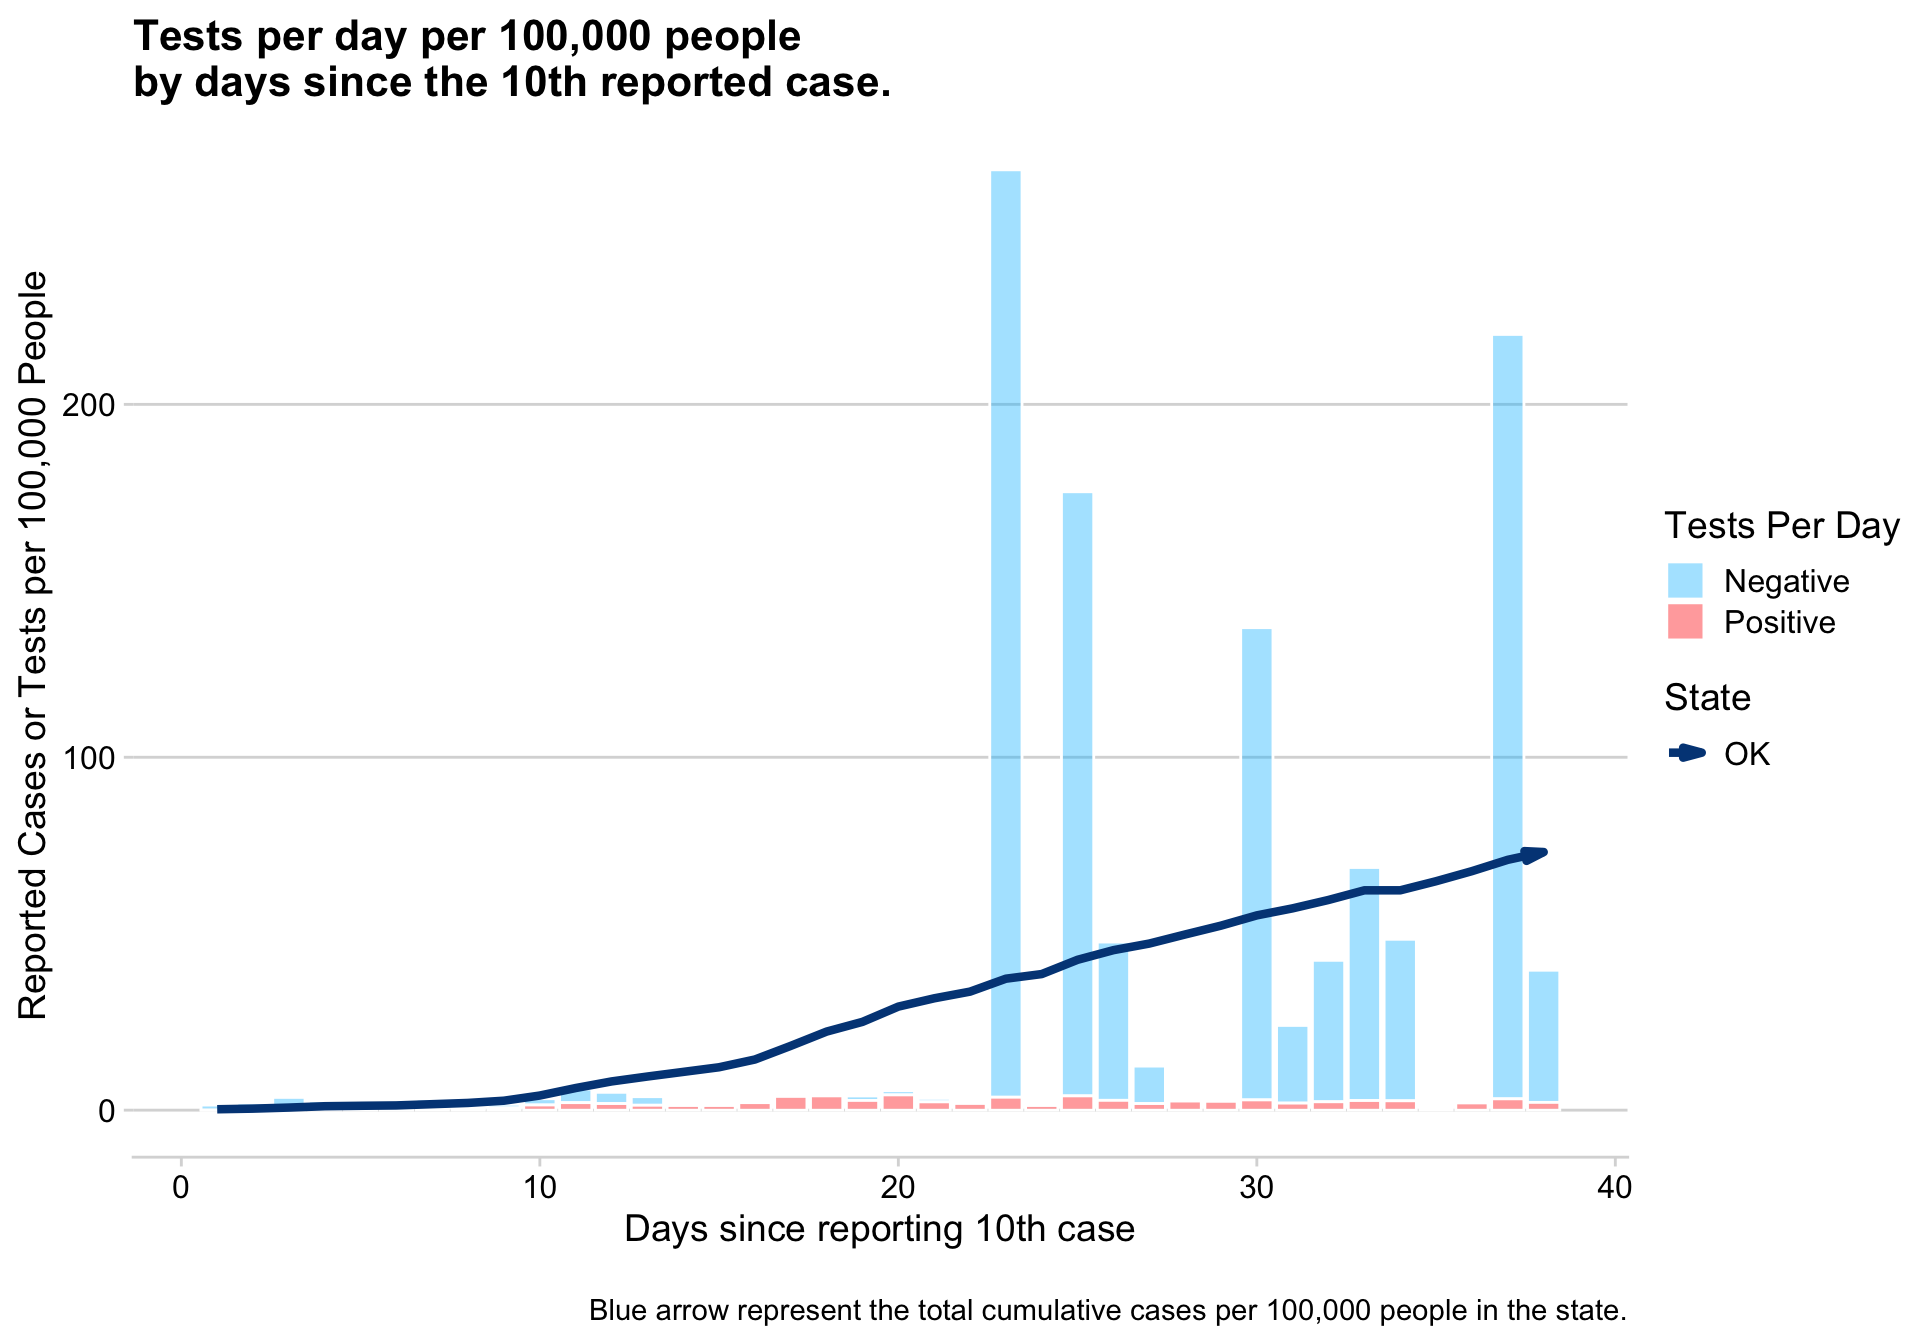 Tests per day per 100,000 people
by days since the 10th reported case.
Reported Cases or Tests per 100,000 People
200
100
0
0
10
20
30
40
Days since reporting 10th case
Tests Per Day
Negative
Positive
State
OK
Blue arrow represent the total cumulative cases per 100,000 people in the state.